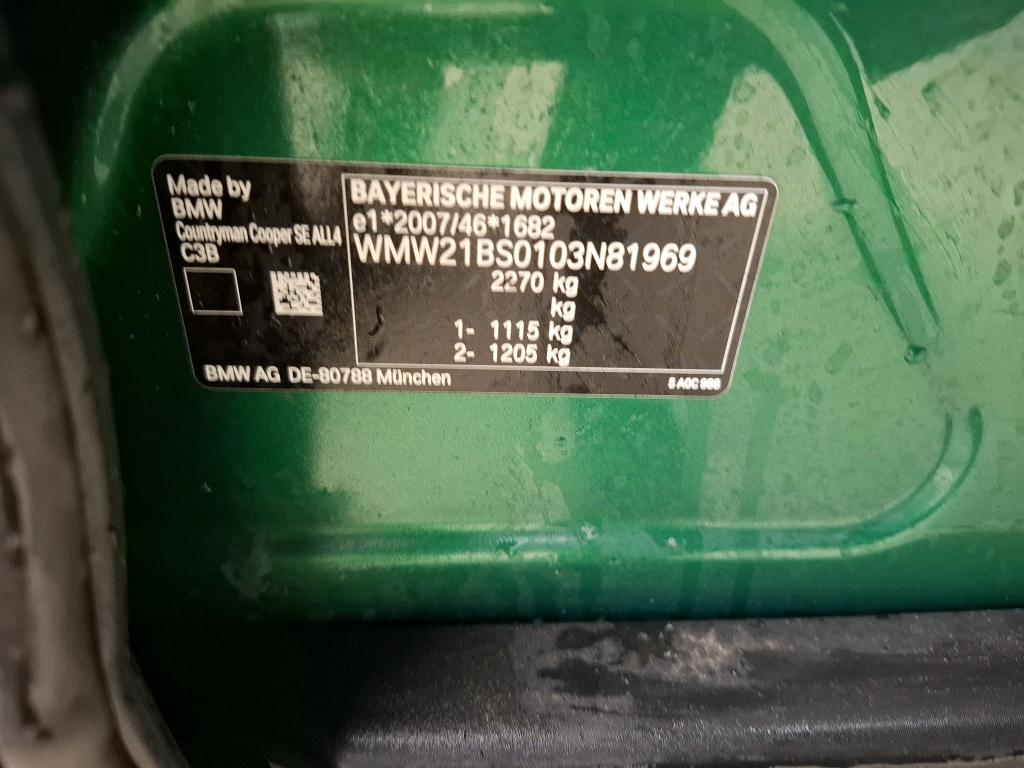 Made by
BMW
Countryman Cooper SE ALL4
C3B
BAYERISCHE MOTOREN WERKE AG
e1*2007/46*1682
WMW21BS0103N81969
2270 kg
kg
1- 1115 kg
2- 1205 kg
BMW AG DE-80788 München